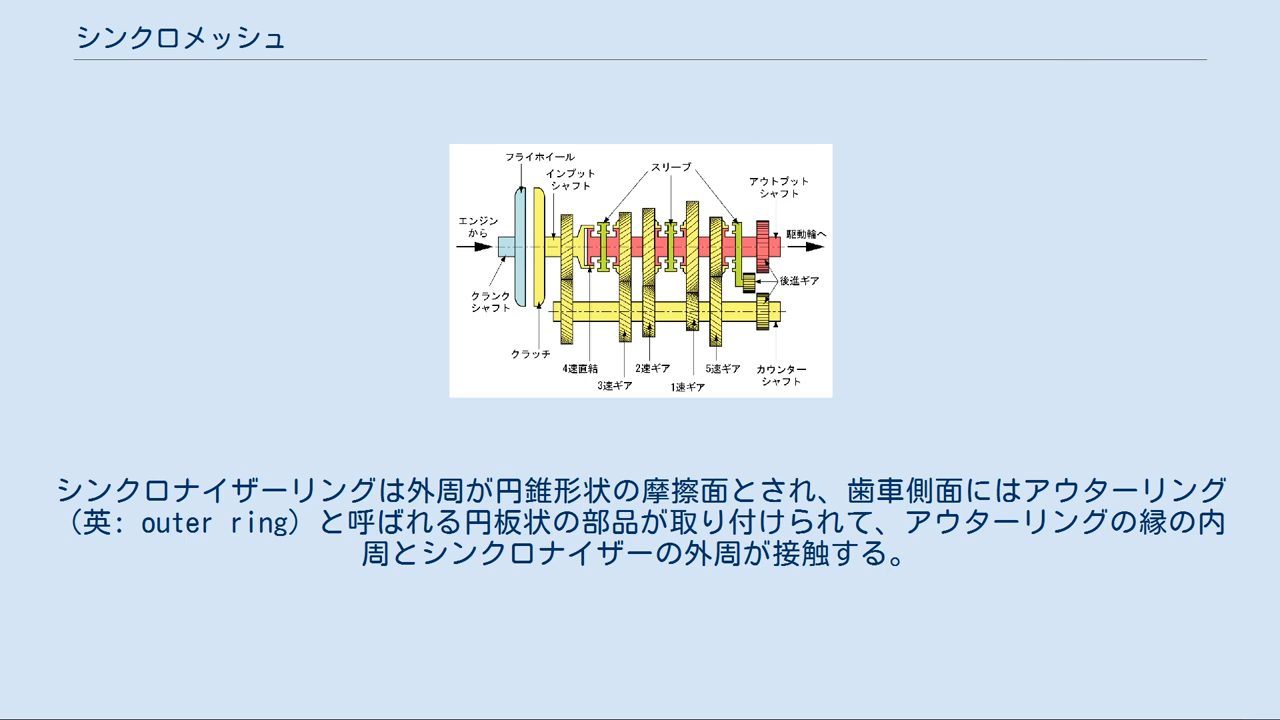 シンクロメッシュ
フライホイール
インプット
シャフト
スリーブ
アウトプット
シャフト
エンジン
から
駆動輪へ
後進ギア
クランク
シャフト
クラッチ
4速直結
3速ギア
2速ギア
1速ギア
5速ギア
カウンター
シャフト
シンクロナイザーリングは外周が円錐形状の摩擦面とされ、歯車側面にはアウターリング
（英: outer ring）と呼ばれる円板状の部品が取り付けられて、アウターリングの縁の内
周とシンクロナイザーの外周が接触する。